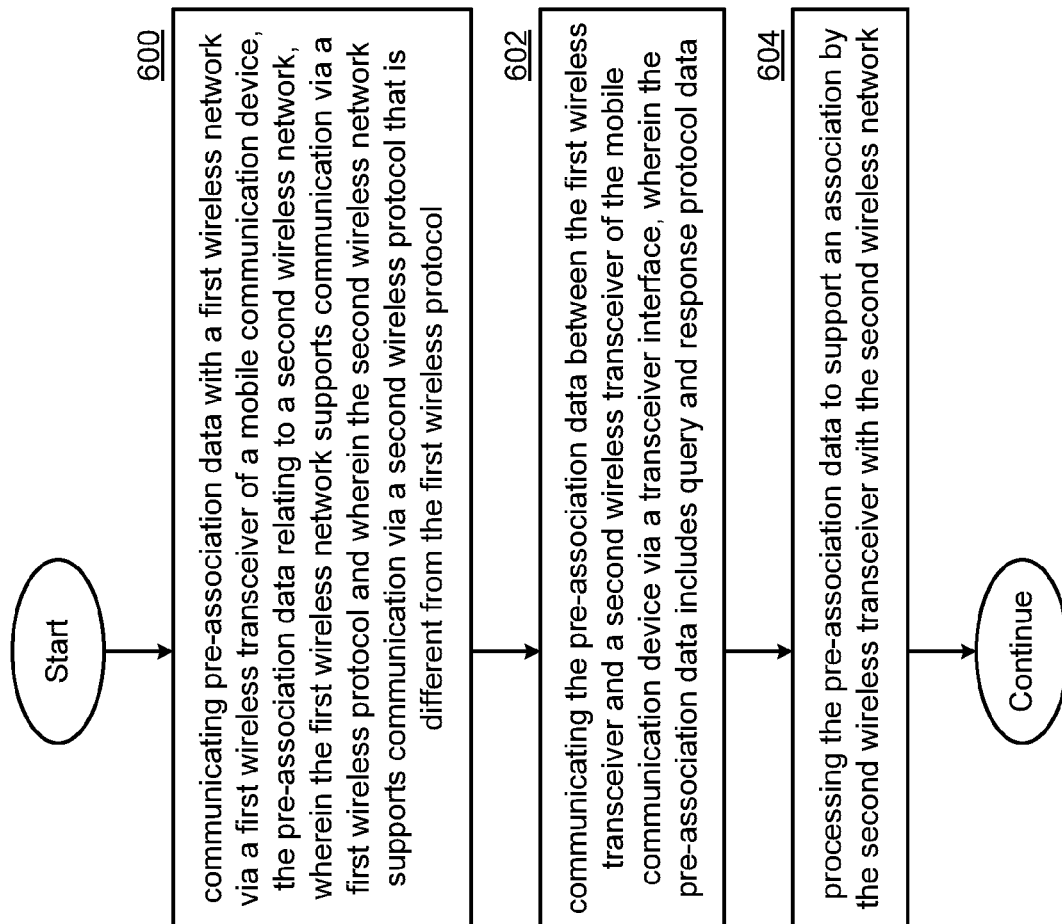 Start
600
communicating pre-association data with a first wireless network
via a first wireless transceiver of a mobile communication device,
the pre-association data relating to a second wireless network,
wherein the first wireless network supports communication via a
first wireless protocol and wherein the second wireless network
supports communication via a second wireless protocol that is
different from the first wireless protocol
602
communicating the pre-association data between the first wireless
transceiver and a second wireless transceiver of the mobile
communication device via a transceiver interface, wherein the
pre-association data includes query and response protocol data
604
processing the pre-association data to support an association by
the second wireless transceiver with the second wireless network
Continue